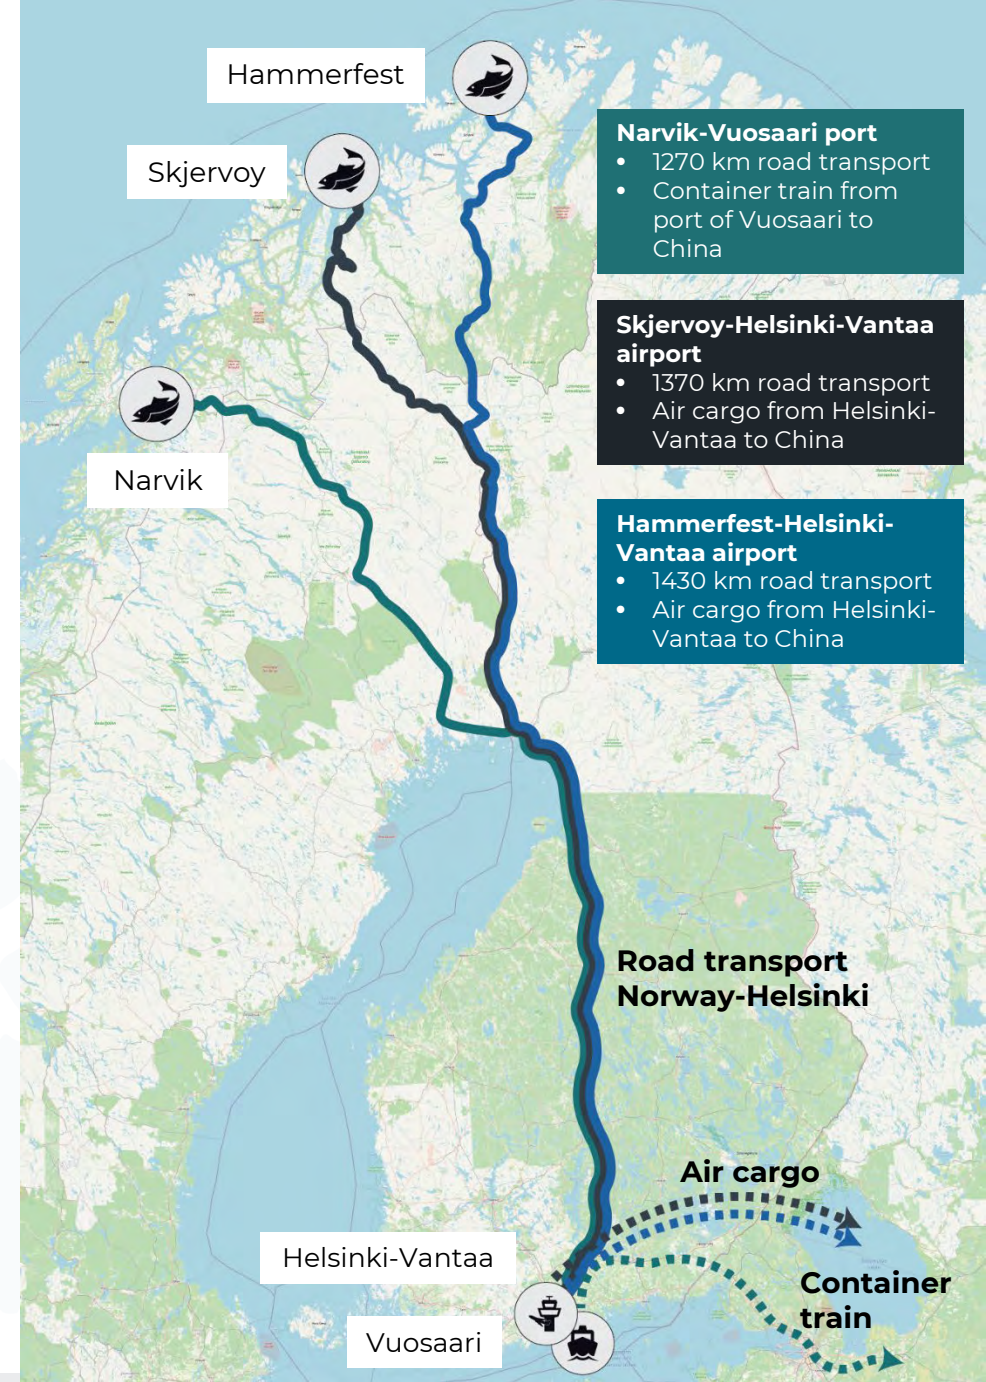 Hammerfest
Skjervoy
Narvik
Narvik-Vuosaari port
• 1270 km road transport
• Container train from
port of Vuosaari to
China
Skjervoy-Helsinki-Vantaa
airport
• 1370 km road transport
• Air cargo from Helsinki-
Vantaa to China
Hammerfest-Helsinki-
Vantaa airport
• 1430 km road transport
• Air cargo from Helsinki-
Vantaa to China
Road transport
Norway-Helsinki
Air cargo
Helsinki-Vantaa
Container
train
Vuosaari